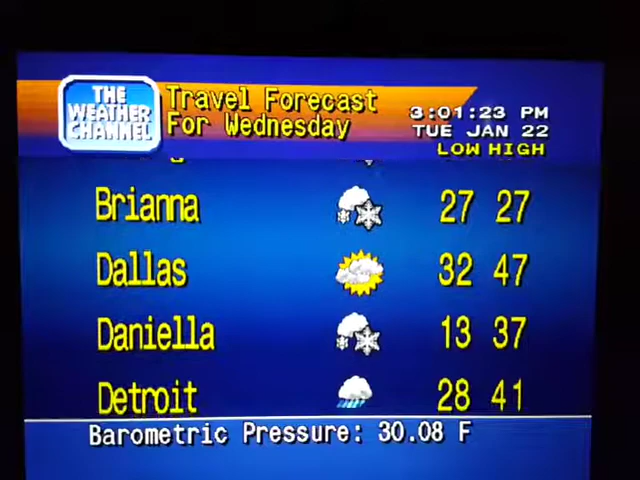 THE
WEATHER
CHANNEL
Travel Forecast
For Wednesday
3:01:23 PM
TUE JAN 22
LOW HIGH
Brianna 27 27
Dallas 32 47
Daniella 13 37
Detroit 28 41
Barometric Pressure: 30.08 F